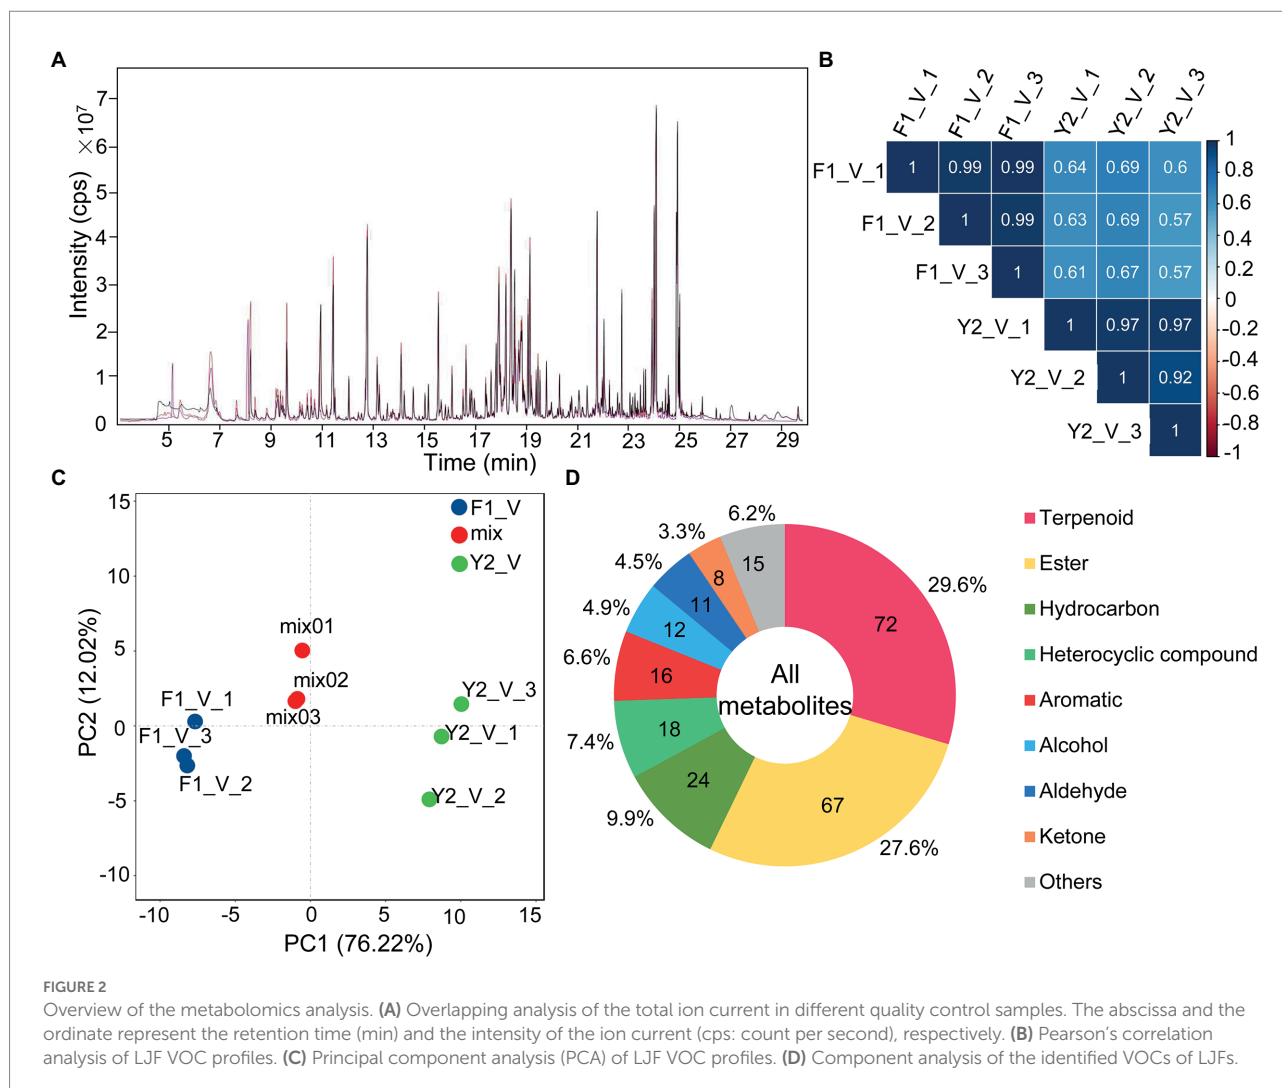 A
Intensity (cps) ×10⁷
7
6
5
4
3
2
1
0
5 7 9 11 13 15 17 19 21 23 25 27 29
Time (min)
B
F1_V_1 F1_V_2 F1_V_3 Y2_V_1 Y2_V_2 Y2_V_3
F1_V_1 1 0.99 0.99 0.64 0.69 0.6
F1_V_2 1 0.99 0.63 0.69 0.57
F1_V_3 1 0.61 0.67 0.57
Y2_V_1 1 0.97 0.97
Y2_V_2 1 0.92
Y2_V_3 1
1
0.8
0.6
0.4
0.2
0
-0.2
-0.4
-0.6
-0.8
-1
C
PC2 (12.02%)
15
10
5
0
-5
-10
F1_V
mix
Y2_V
mix01
mix02
mix03
F1_V_1
F1_V_3
F1_V_2
Y2_V_3
Y2_V_1
Y2_V_2
-10 -5 0 5 10 15
PC1 (76.22%)
D
All
metabolites
72
29.6%
67
27.6%
24
9.9%
18
7.4%
16
6.6%
12
4.9%
11
4.5%
8
3.3%
15
6.2%
Terpenoid
Ester
Hydrocarbon
Heterocyclic compound
Aromatic
Alcohol
Aldehyde
Ketone
Others
FIGURE 2
Overview of the metabolomics analysis. (A) Overlapping analysis of the total ion current in different quality control samples. The abscissa and the
ordinate represent the retention time (min) and the intensity of the ion current (cps: count per second), respectively. (B) Pearson's correlation
analysis of LJF VOC profiles. (C) Principal component analysis (PCA) of LJF VOC profiles. (D) Component analysis of the identified VOCs of LJFs.